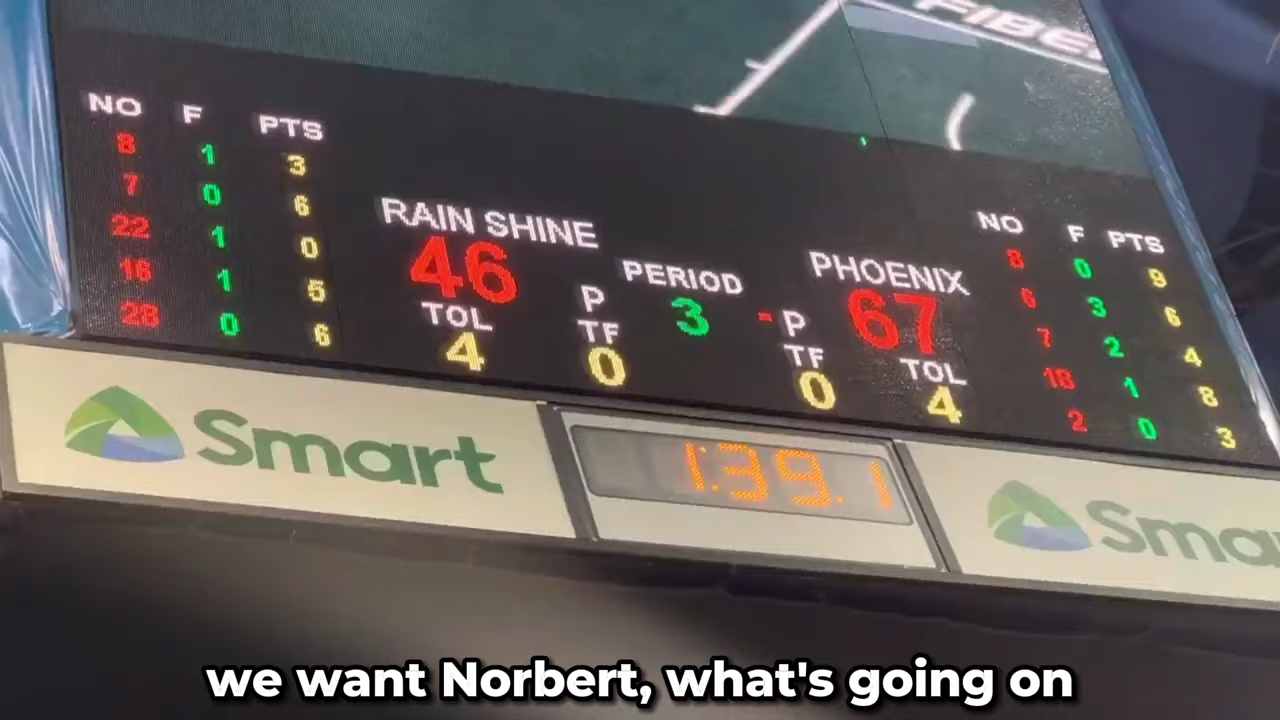 FIBE
NO F PTS
8 1 3
7 0 6
22 1 0
16 1 5
28 0 6
RAIN SHINE
46
TOL
4
P
TF
0
PERIOD
3
P
TF
0
PHOENIX
67
TOL
4
NO F PTS
8 0 9
6 3 6
7 2 4
18 1 8
2 0 3
Smart
1:39.1
Sma
we want Norbert, what's going on